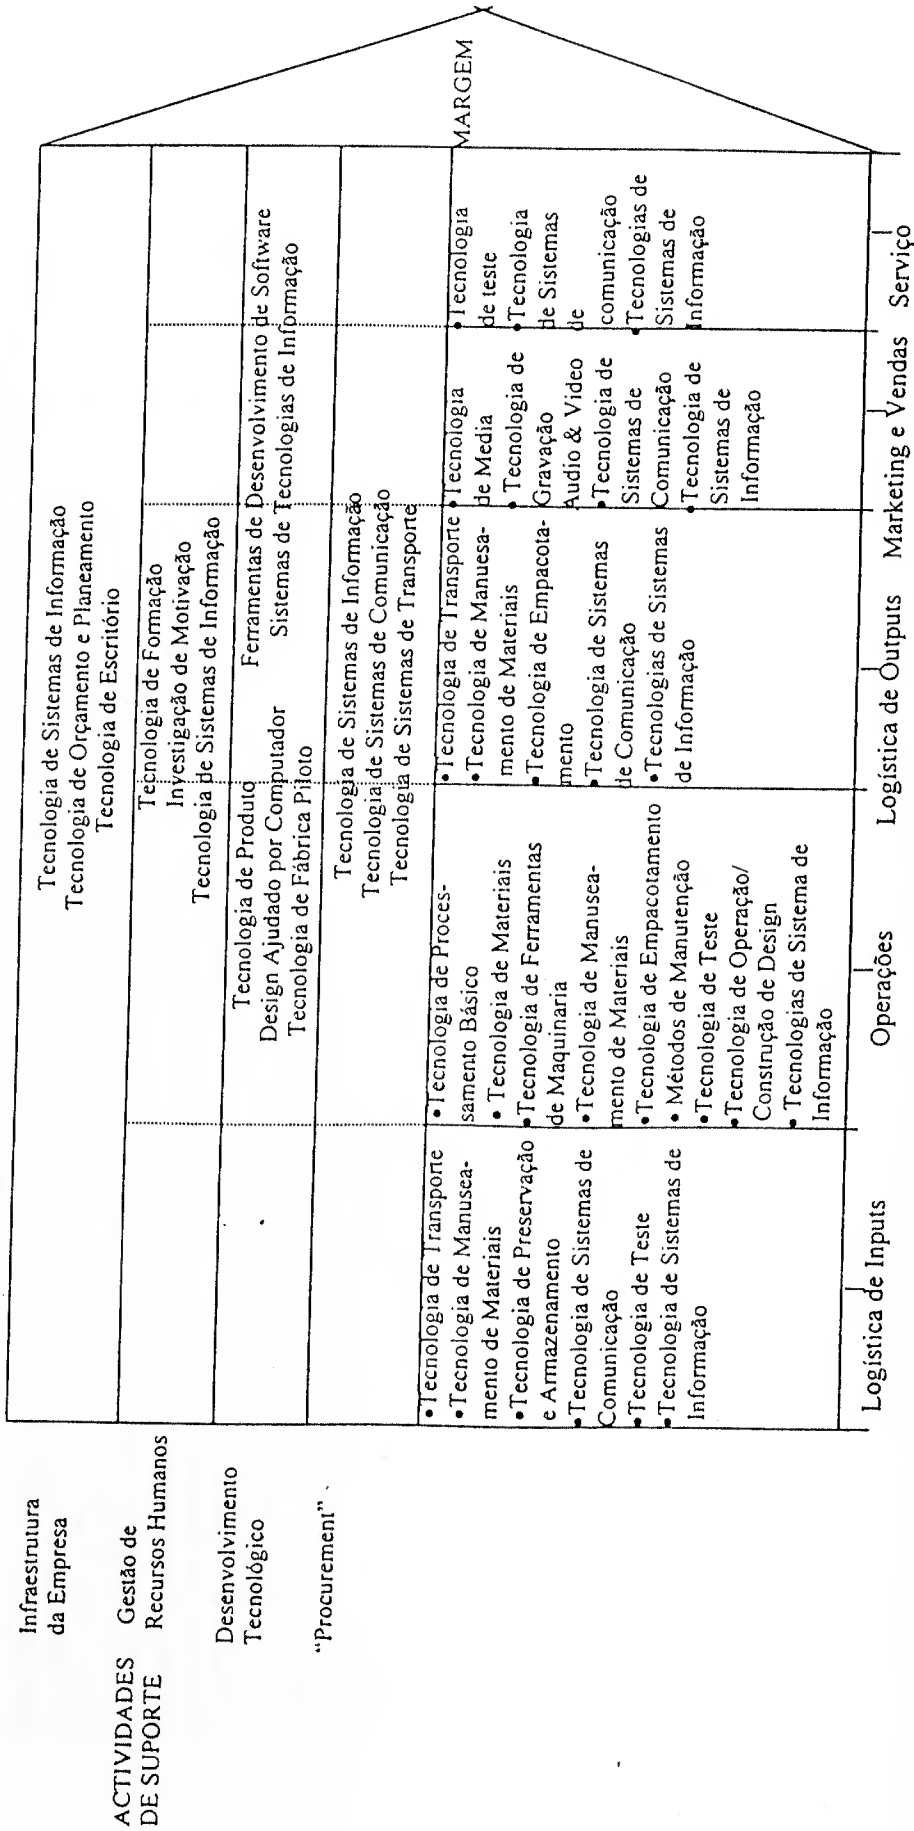 Infraestrutura
da Empresa
Tecnologia de Sistemas de Informação
Tecnologia de Orçamento e Planeamento
Tecnologia de Escritório
ACTIVIDADES
DE SUPORTE
Gestão de
Recursos Humanos
Tecnologia de Formação
Investigação de Motivação
Tecnologia de Sistemas de Informação
Desenvolvimento
Tecnológico
Tecnologia de Produto
Design Ajudado por Computador
Tecnologia de Fábrica Piloto
Ferramentas de Desenvolvimento de Software
Sistemas de Tecnologias de Informação
"Procurement"
Tecnologia de Sistemas de Informação
Tecnologia de Sistemas de Comunicação
Tecnologia de Sistemas de Transporte
MARGEM
•Tecnologia de Transporte
•Tecnologia de Manusea-
mento de Materiais
•Tecnologia de Preservação
e Armazenamento
•Tecnologia de Sistemas de
Comunicação
•Tecnologia de Teste
•Tecnologia de Sistemas de
Informação
•Tecnologia de Proces-
samento Básico
• Tecnologia de Materiais
•Tecnologia de Ferramentas
de Maquinaria
•Tecnologia de Manusea-
mento de Materiais
•Tecnologia de Empacotamento
• Métodos de Manutenção
•Tecnologia de Teste
•Tecnologia de Operação/
Construção de Design
• Tecnologias de Sistema de
Informação
•Tecnologia de Transporte
•Tecnologia de Manuesa-
mento de Materiais
•Tecnologia de Empacota-
mento
•Tecnologia de Sistemas
de Comunicação
•Tecnologias de Sistemas
de Informação
•Tecnologia
de Media
•Tecnologia de
Gravação
Audio & Video
•Tecnologia de
Sistemas de
Comunicação
•Tecnologia de
Sistemas de
Informação
•Tecnologia
de teste
•Tecnologia
de Sistemas
de
comunicação
•Tecnologias de
Sistemas de
Informação
Logística de Inputs
Operações
Logística de Outputs
Marketing e Vendas
Serviço